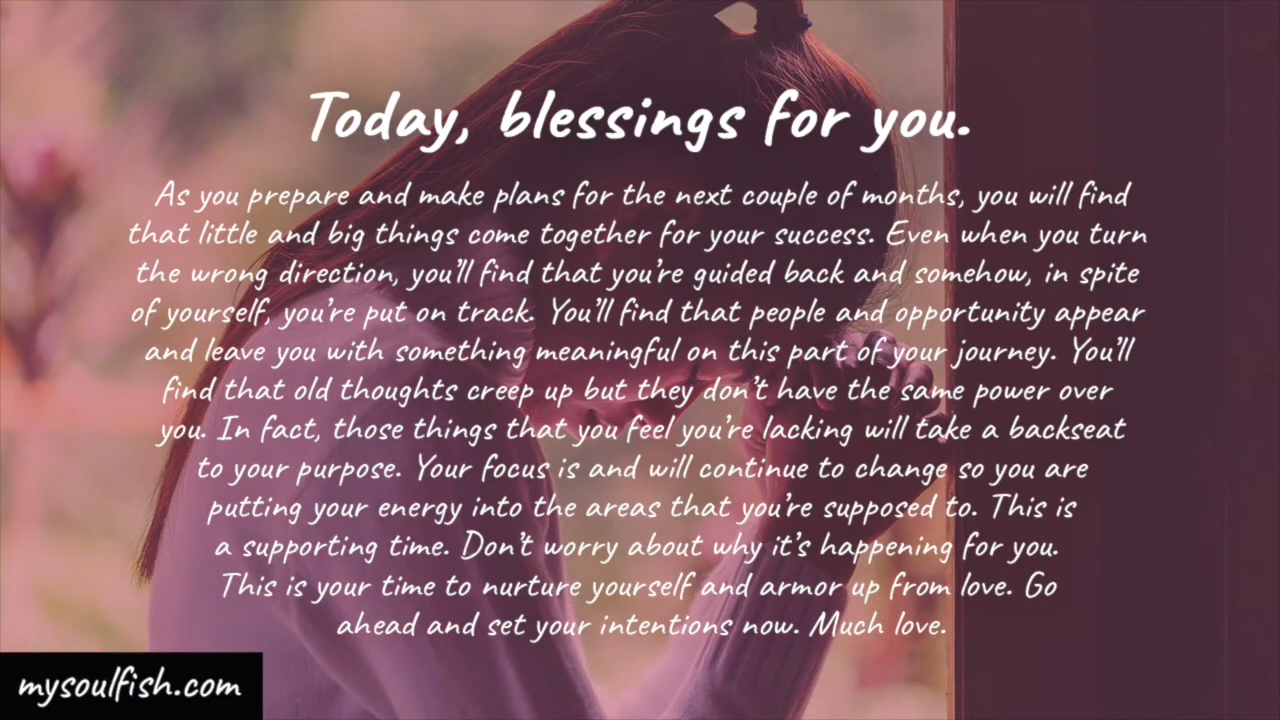 Today, blessings for you.
As you prepare and make plans for the next couple of months, you will find
that little and big things come together for your success. Even when you turn
the wrong direction, you'll find that you're guided back and somehow, in spite
of yourself, you're put on track. You'll find that people and opportunity appear
and leave you with something meaningful on this part of your journey. You'll
find that old thoughts creep up but they don't have the same power over
you. In fact, those things that you feel you're lacking will take a backseat
to your purpose. Your focus is and will continue to change so you are
putting your energy into the areas that you're supposed to. This is
a supporting time. Don't worry about why it's happening for you.
This is your time to nurture yourself and armor up from love. Go
ahead and set your intentions now. Much love.
mysoulfish.com